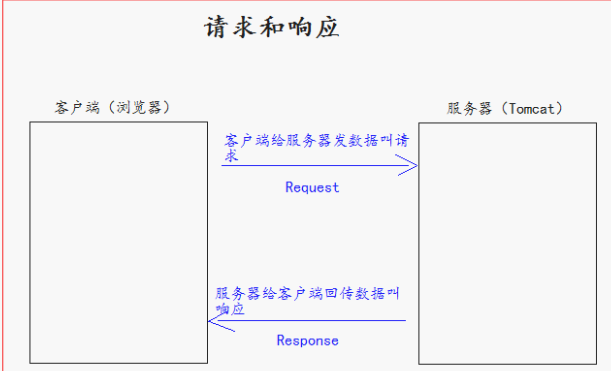 请求和响应
客户端（浏览器）
服务器（Tomcat）
客户端给服务器发数据叫请
求
Request
服务器给客户端回传数据叫
响应
Response